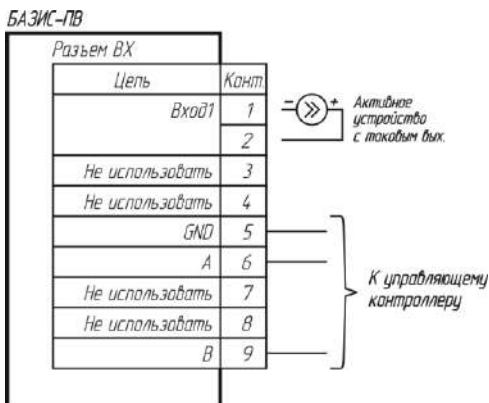 БАЗИС-ПВ
Разъем ВХ
Цепь Конт.
Вход1 1
2
Не использовать 3
Не использовать 4
GND 5
A 6
Не использовать 7
Не использовать 8
B 9
- +
Активное
устройство
с токовым вых.
К управляющему
контроллеру